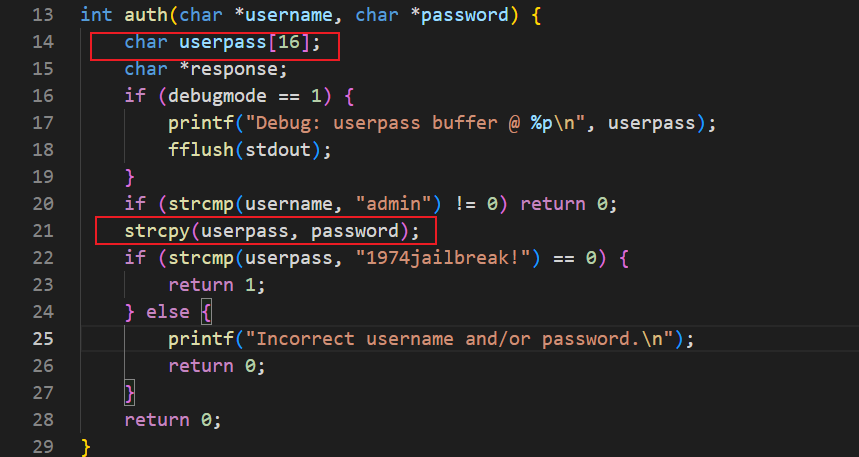 13 int auth(char *username, char *password) {
14 char userpass[16];
15 char *response;
16 if (debugmode == 1) {
17 printf("Debug: userpass buffer @ %p\n", userpass);
18 fflush(stdout);
19 }
20 if (strcmp(username, "admin") != 0) return 0;
21 strcpy(userpass, password);
22 if (strcmp(userpass, "1974jailbreak!") == 0) {
23 return 1;
24 } else {
25 printf("Incorrect username and/or password.\n");
26 return 0;
27 }
28 return 0;
29 }